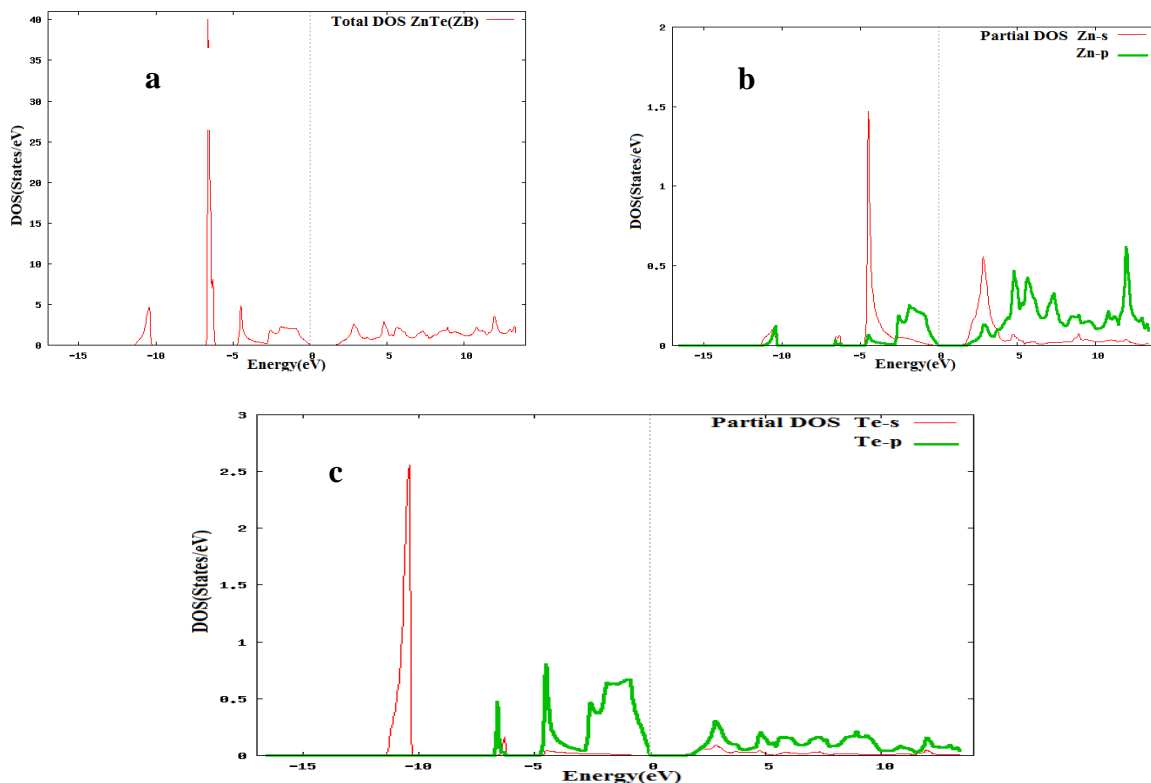 Total DOS ZnTe(ZB)
a
DOS(States/eV)
40
35
30
25
20
15
10
5
0
-15 -10 -5 0 5 10
Energy(eV)
Partial DOS Zn-s
Zn-p
b
DOS(States/eV)
2
1.5
1
0.5
0
-15 -10 -5 0 5 10
Energy(eV)
Partial DOS Te-s
Te-p
c
DOS(States/eV)
3
2.5
2
1.5
1
0.5
0
-15 -10 -5 0 5 10
Energy(eV)